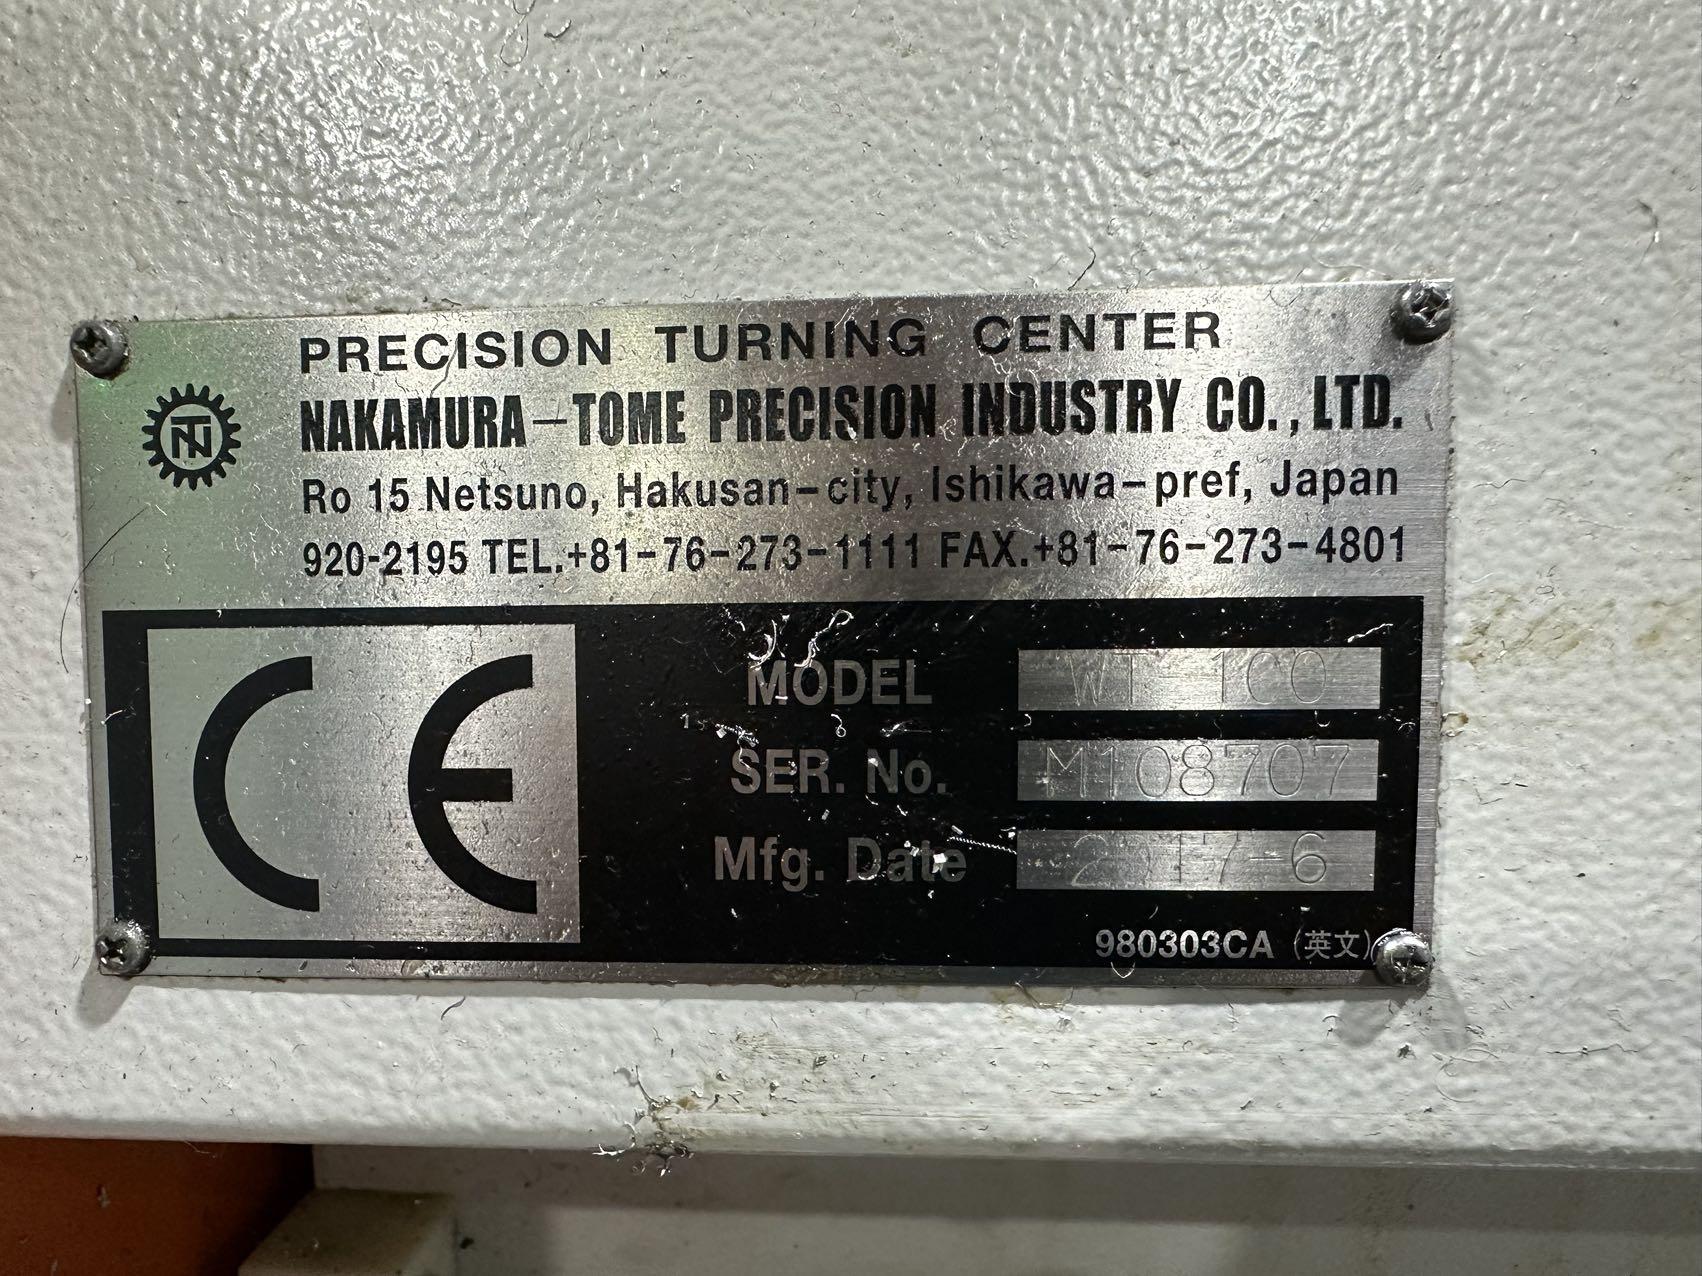 PRECISION TURNING CENTER
TN
NAKAMURA-TOME PRECISION INDUSTRY CO., LTD.
Ro 15 Netsuno, Hakusan-city, Ishikawa-pref, Japan
920-2195 TEL.+81-76-273-1111 FAX.+81-76-273-4801
CE
MODEL WT-100
SER. No. M108707
Mfg. Date 2017-6
980303CA (英文)